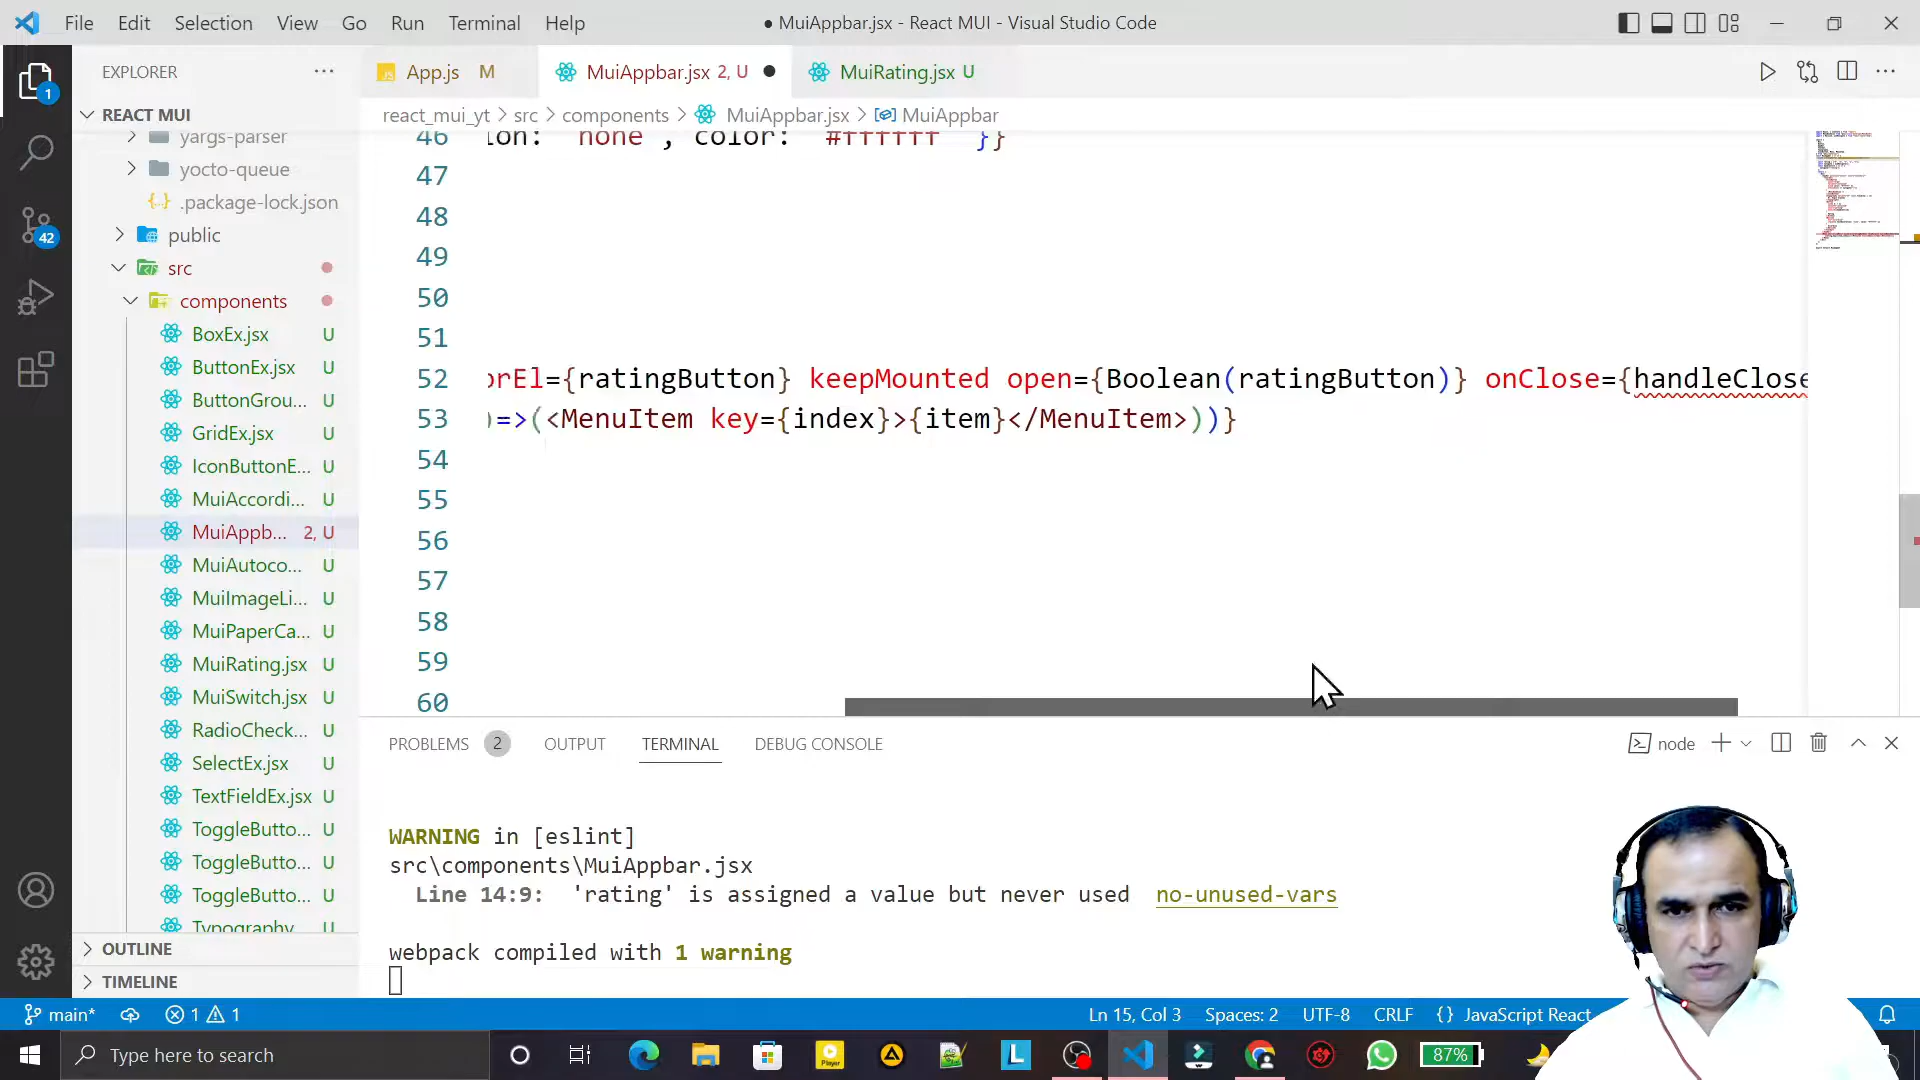 File Edit Selection View Go Run Terminal Help
● MuiAppbar.jsx - React MUI - Visual Studio Code
EXPLORER ...
App.js M
MuiAppbar.jsx 2, U ●
MuiRating.jsx U
REACT MUI
react_mui_yt > src > components > MuiAppbar.jsx > MuiAppbar
yargs-parser
yocto-queue
.package-lock.json
public
src
components
BoxEx.jsx U
ButtonEx.jsx U
ButtonGrou... U
GridEx.jsx U
IconButtonE... U
MuiAccordi... U
MuiAppb... 2, U
MuiAutoco... U
MuiImageLi... U
MuiPaperCa... U
MuiRating.jsx U
MuiSwitch.jsx U
RadioCheck... U
SelectEx.jsx U
TextFieldEx.jsx U
ToggleButto... U
ToggleButto... U
ToggleButto... U
Typography U
OUTLINE
TIMELINE
46 ion: "none", color: "#ffffff" }}
47
48
49
50
51
52 orEl={ratingButton} keepMounted open={Boolean(ratingButton)} onClose={handleClose
53 )=>(<MenuItem key={index}>{item}</MenuItem>))}
54
55
56
57
58
59
60
PROBLEMS 2 OUTPUT TERMINAL DEBUG CONSOLE
node
WARNING in [eslint]
src\components\MuiAppbar.jsx
Line 14:9: 'rating' is assigned a value but never used no-unused-vars
webpack compiled with 1 warning
main* 1 1 Ln 15, Col 3 Spaces: 2 UTF-8 CRLF {} JavaScript React
1
42
Type here to search
Player
L
87%